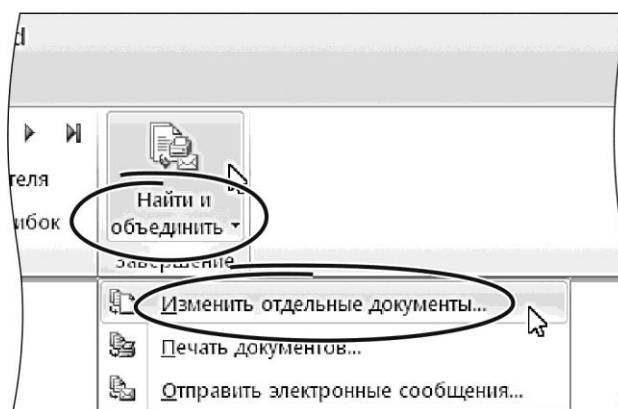 d
теля
ибок
Найти и
объединить
Завершение
Изменить отдельные документы...
Печать документов...
Отправить электронные сообщения...